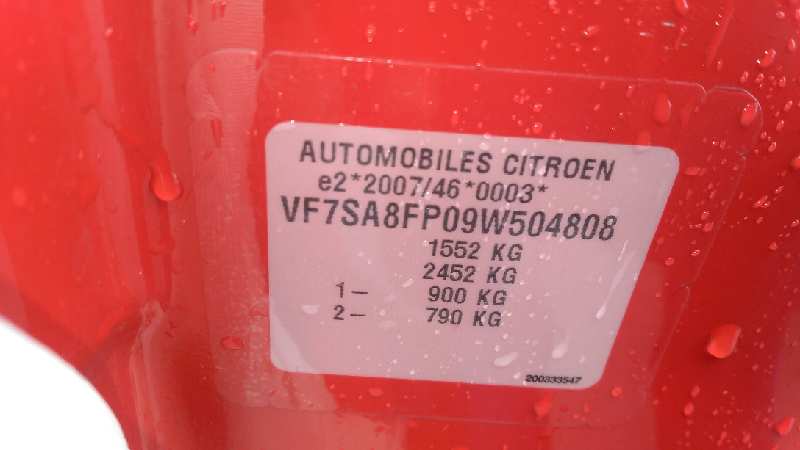 AUTOMOBILES CITROEN
e2*2007/46*0003*
VF7SA8FP09W504808
1552 KG
2452 KG
1- 900 KG
2- 790 KG
200333547